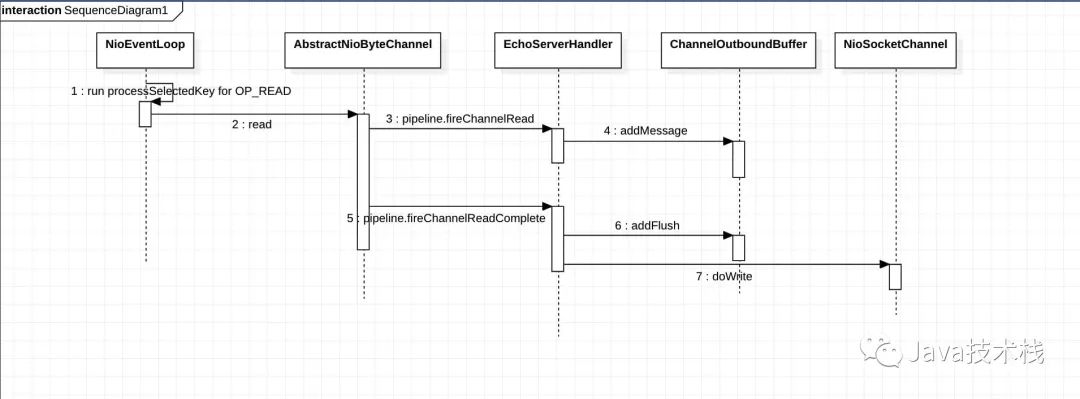 interaction SequenceDiagram1
NioEventLoop
AbstractNioByteChannel
EchoServerHandler
ChannelOutboundBuffer
NioSocketChannel
1 : run processSelectedKey for OP_READ
2 : read
3 : pipeline.fireChannelRead
4 : addMessage
5 : pipeline.fireChannelReadComplete
6 : addFlush
7 : doWrite
Java技术栈